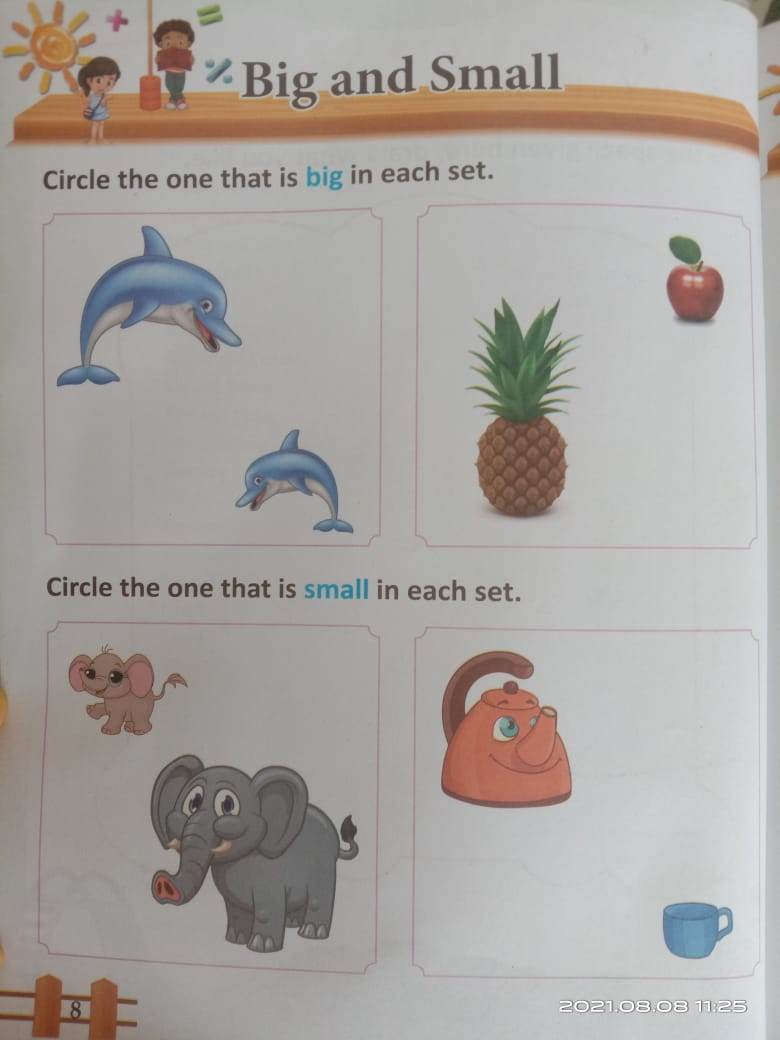 Big and Small
Circle the one that is big in each set.
Circle the one that is small in each set.
8
2021.08.08 11:25